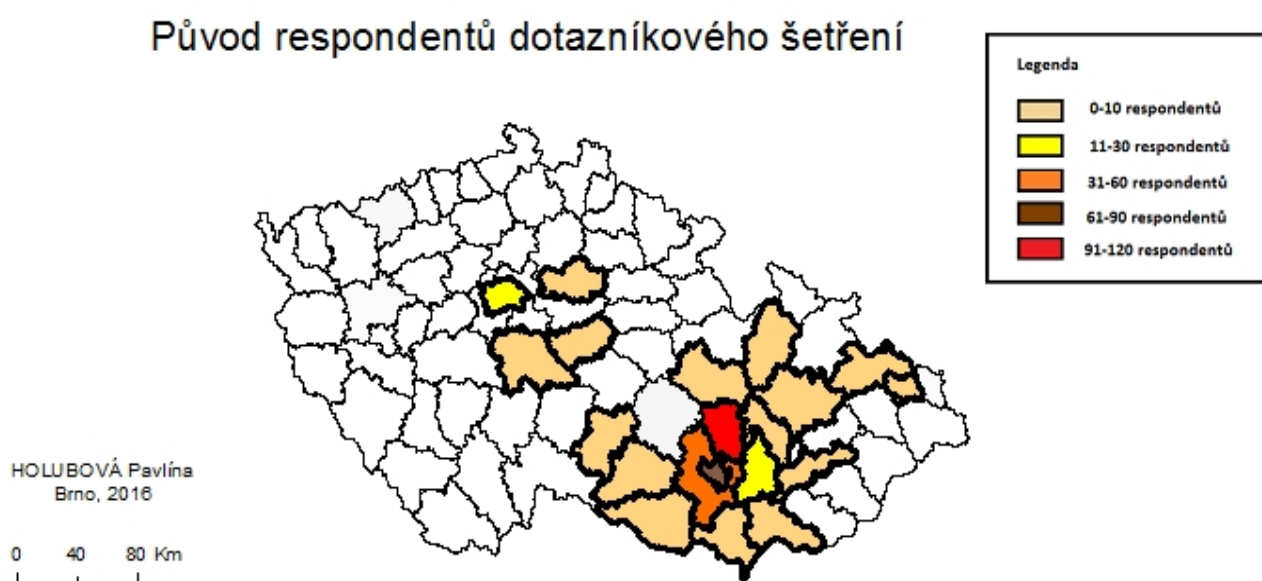 Původ respondentů dotazníkového šetření
Legenda
0-10 respondentů
11-30 respondentů
31-60 respondentů
61-90 respondentů
91-120 respondentů
HOLUBOVÁ Pavlína
Brno, 2016
0 40 80 Km